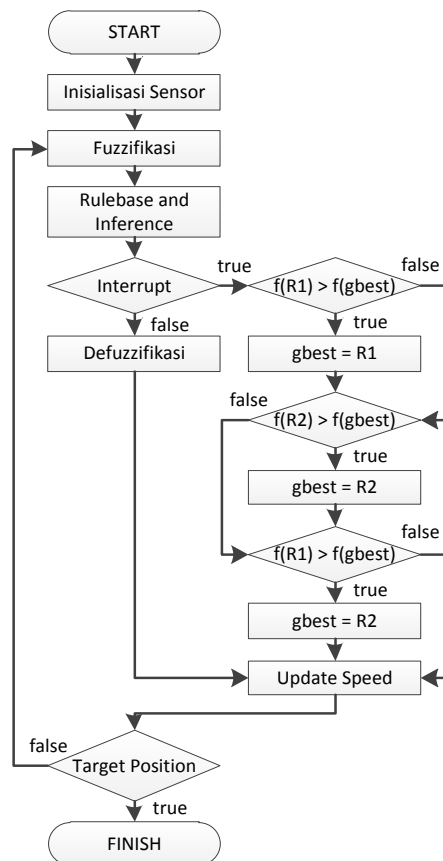 START
Inisialisasi Sensor
Fuzzifikasi
Rulebase and
Inference
Interrupt
true
false
Defuzzifikasi
f(R1) > f(gbest)
false
true
gbest = R1
false
f(R2) > f(gbest)
true
gbest = R2
f(R1) > f(gbest)
false
true
gbest = R2
Update Speed
false
Target Position
true
FINISH